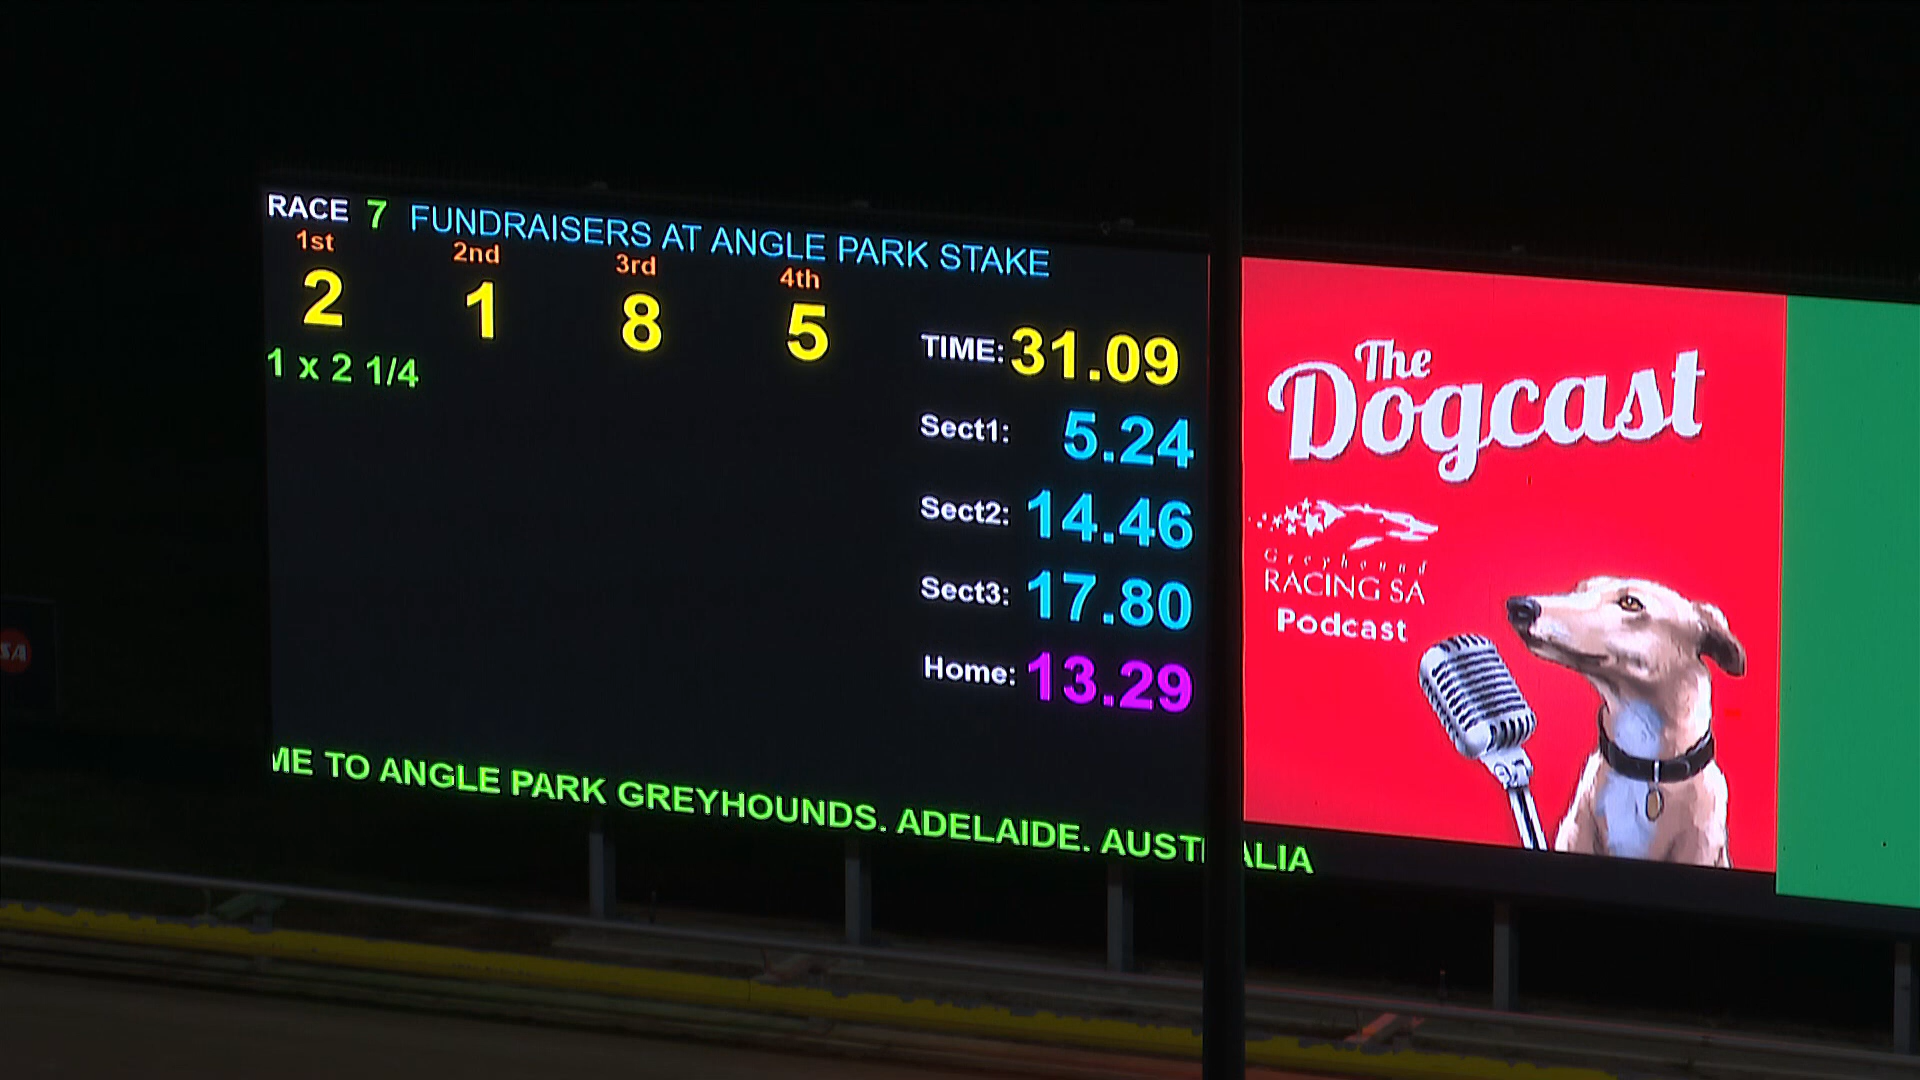 RACE 7 FUNDRAISERS AT ANGLE PARK STAKE
1st 2nd 3rd 4th
2 1 8 5
1 x 2 1/4
TIME: 31.09
Sect1: 5.24
Sect2: 14.46
Sect3: 17.80
Home: 13.29
ME TO ANGLE PARK GREYHOUNDS. ADELAIDE. AUSTRALIA
The
Dogcast
Greyhound
RACING SA
Podcast
SA